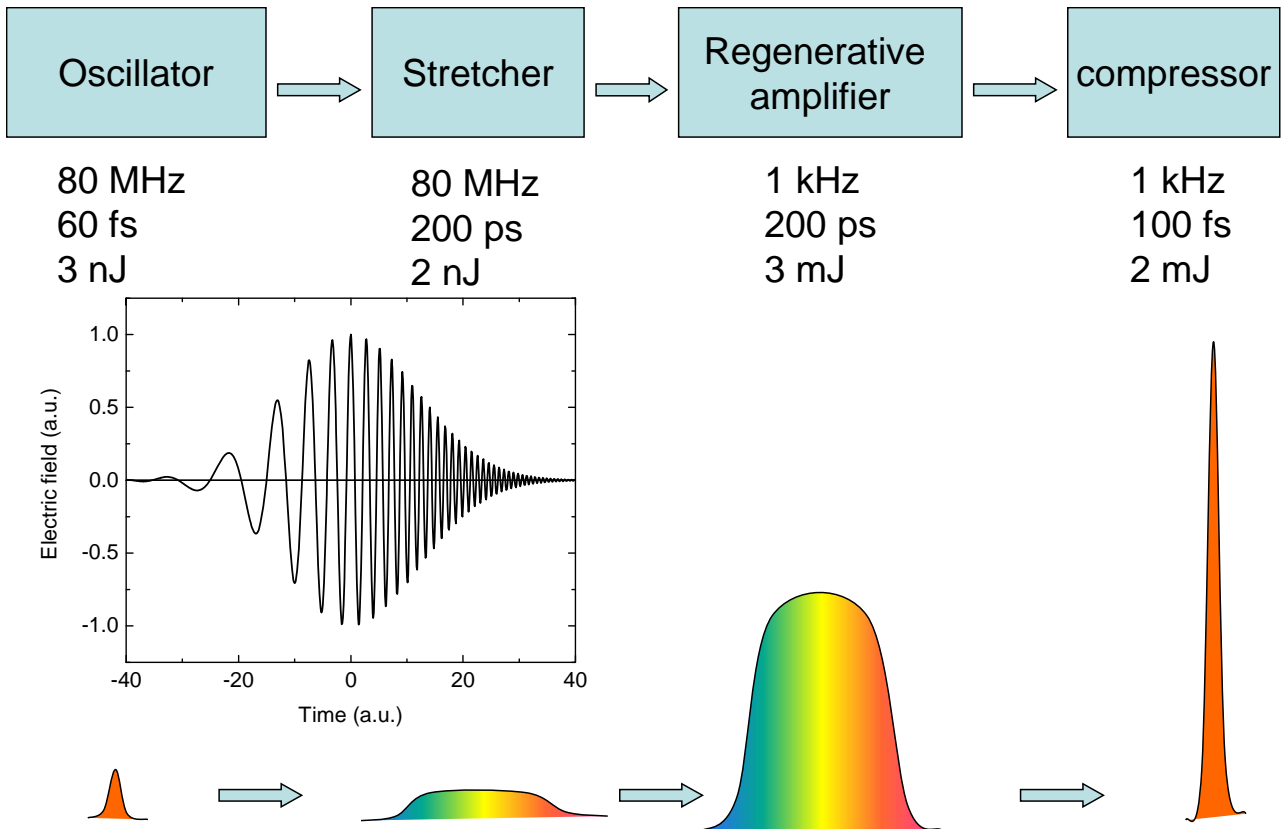 Oscillator
Stretcher
Regenerative
amplifier
compressor
80 MHz
60 fs
3 nJ
80 MHz
200 ps
2 nJ
1 kHz
200 ps
3 mJ
1 kHz
100 fs
2 mJ
Electric field (a.u.)
1.0
0.5
0.0
-0.5
-1.0
-40 -20 0 20 40
Time (a.u.)